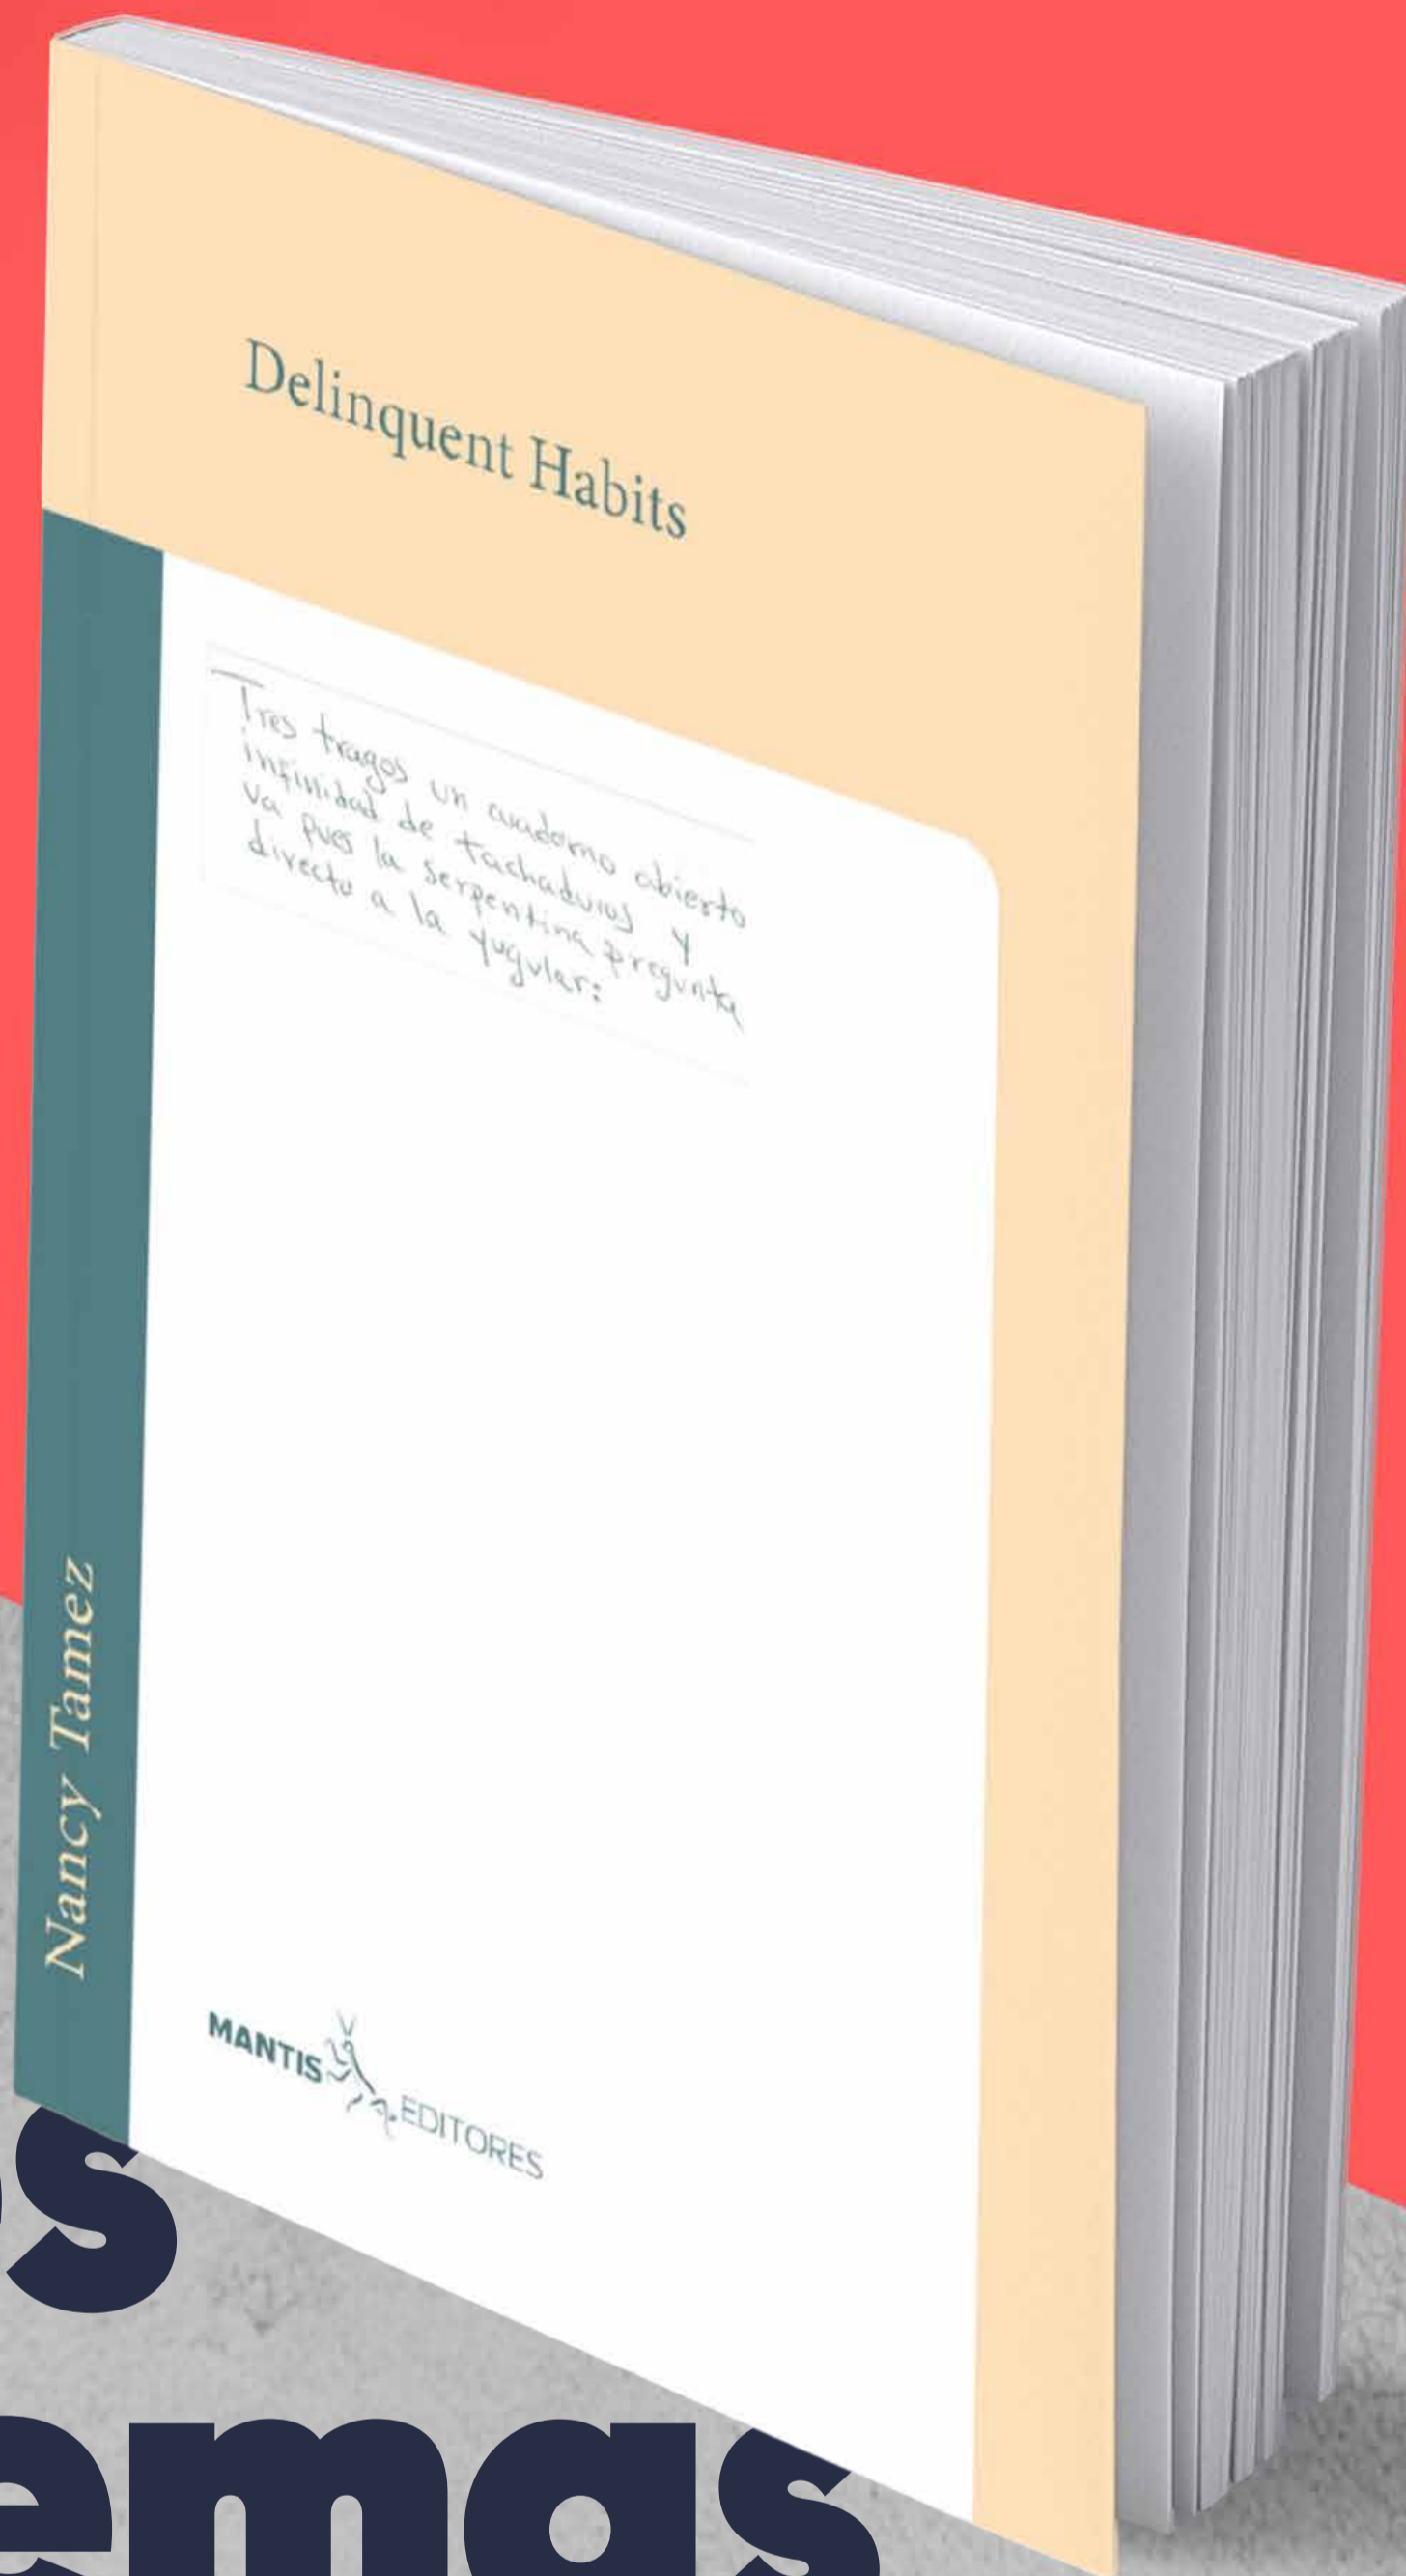 Delinquent Habits
Tres tragos un cuaderno abierto
infinidad de tachaduras y
va pues la serpentina pregunta
directo a la yugular:
Nancy Tamez
MANTIS EDITORES
s
emas